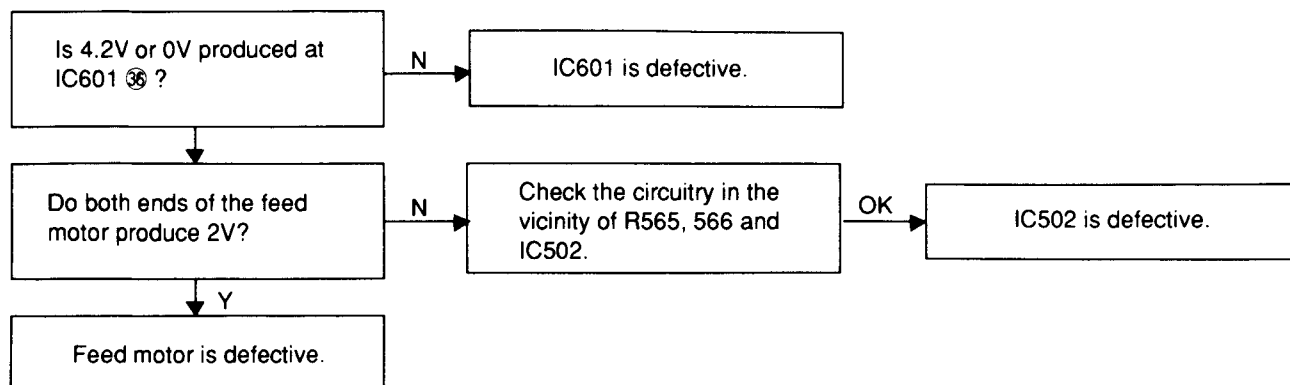 Is 4.2V or 0V produced at
IC601 ㊱ ?
N
IC601 is defective.
Do both ends of the feed
motor produce 2V?
N
Check the circuitry in the
vicinity of R565, 566 and
IC502.
OK
IC502 is defective.
Y
Feed motor is defective.